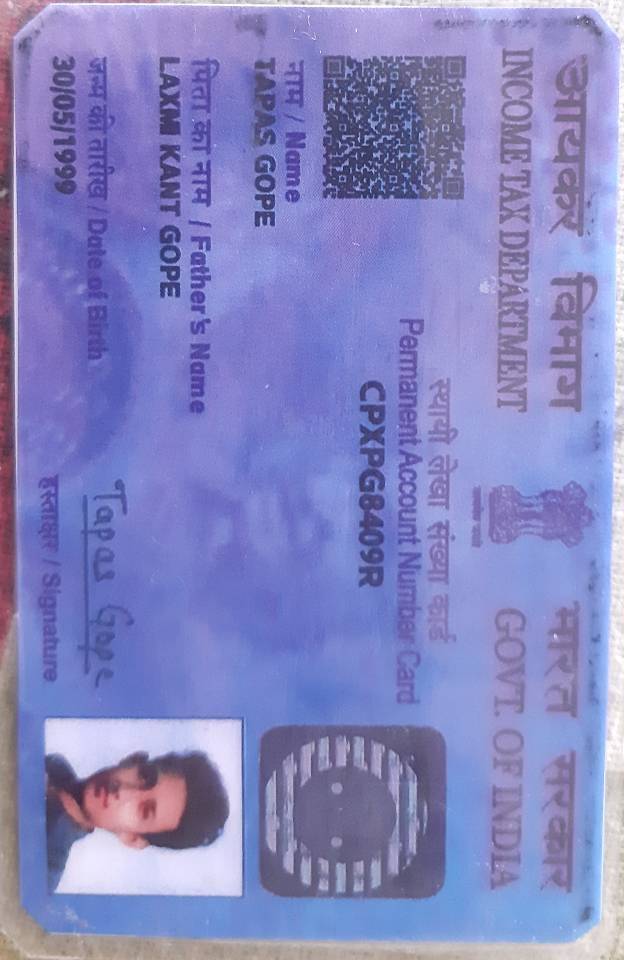 आयकर विभाग
INCOME TAX DEPARTMENT
भारत सरकार
GOVT. OF INDIA
स्थायी लेखा संख्या कार्ड
Permanent Account Number Card
CPXPG8409R
नाम / Name
TAPAS GOPE
पिता का नाम / Father's Name
LAXMI KANT GOPE
जन्म की तारीख / Date of Birth
30/05/1999
Tapas Gope
हस्ताक्षर / Signature